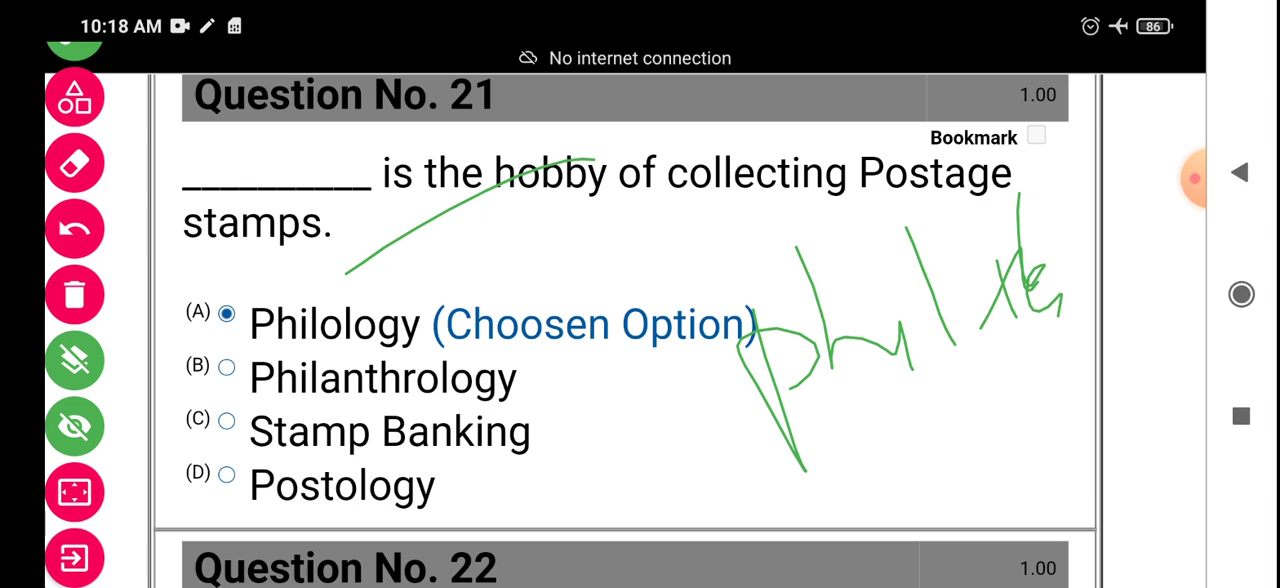 10:18 AM
86
No internet connection
Question No. 21 1.00
Bookmark
__________ is the hobby of collecting Postage
stamps.
(A) Philology (Choosen Option)
(B) Philanthrology
(C) Stamp Banking
(D) Postology
Question No. 22 1.00